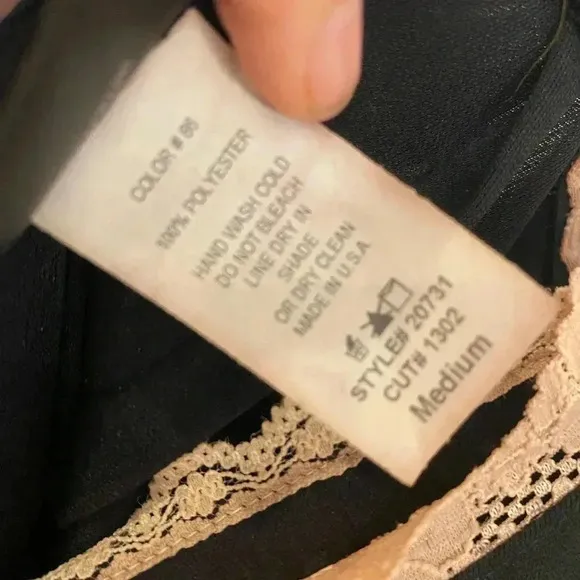 COLOR # 86
100% POLYESTER
HAND WASH COLD
DO NOT BLEACH
LINE DRY IN
SHADE
OR DRY CLEAN
MADE IN U.S.A
STYLE# 20731
CUT# 1302
Medium